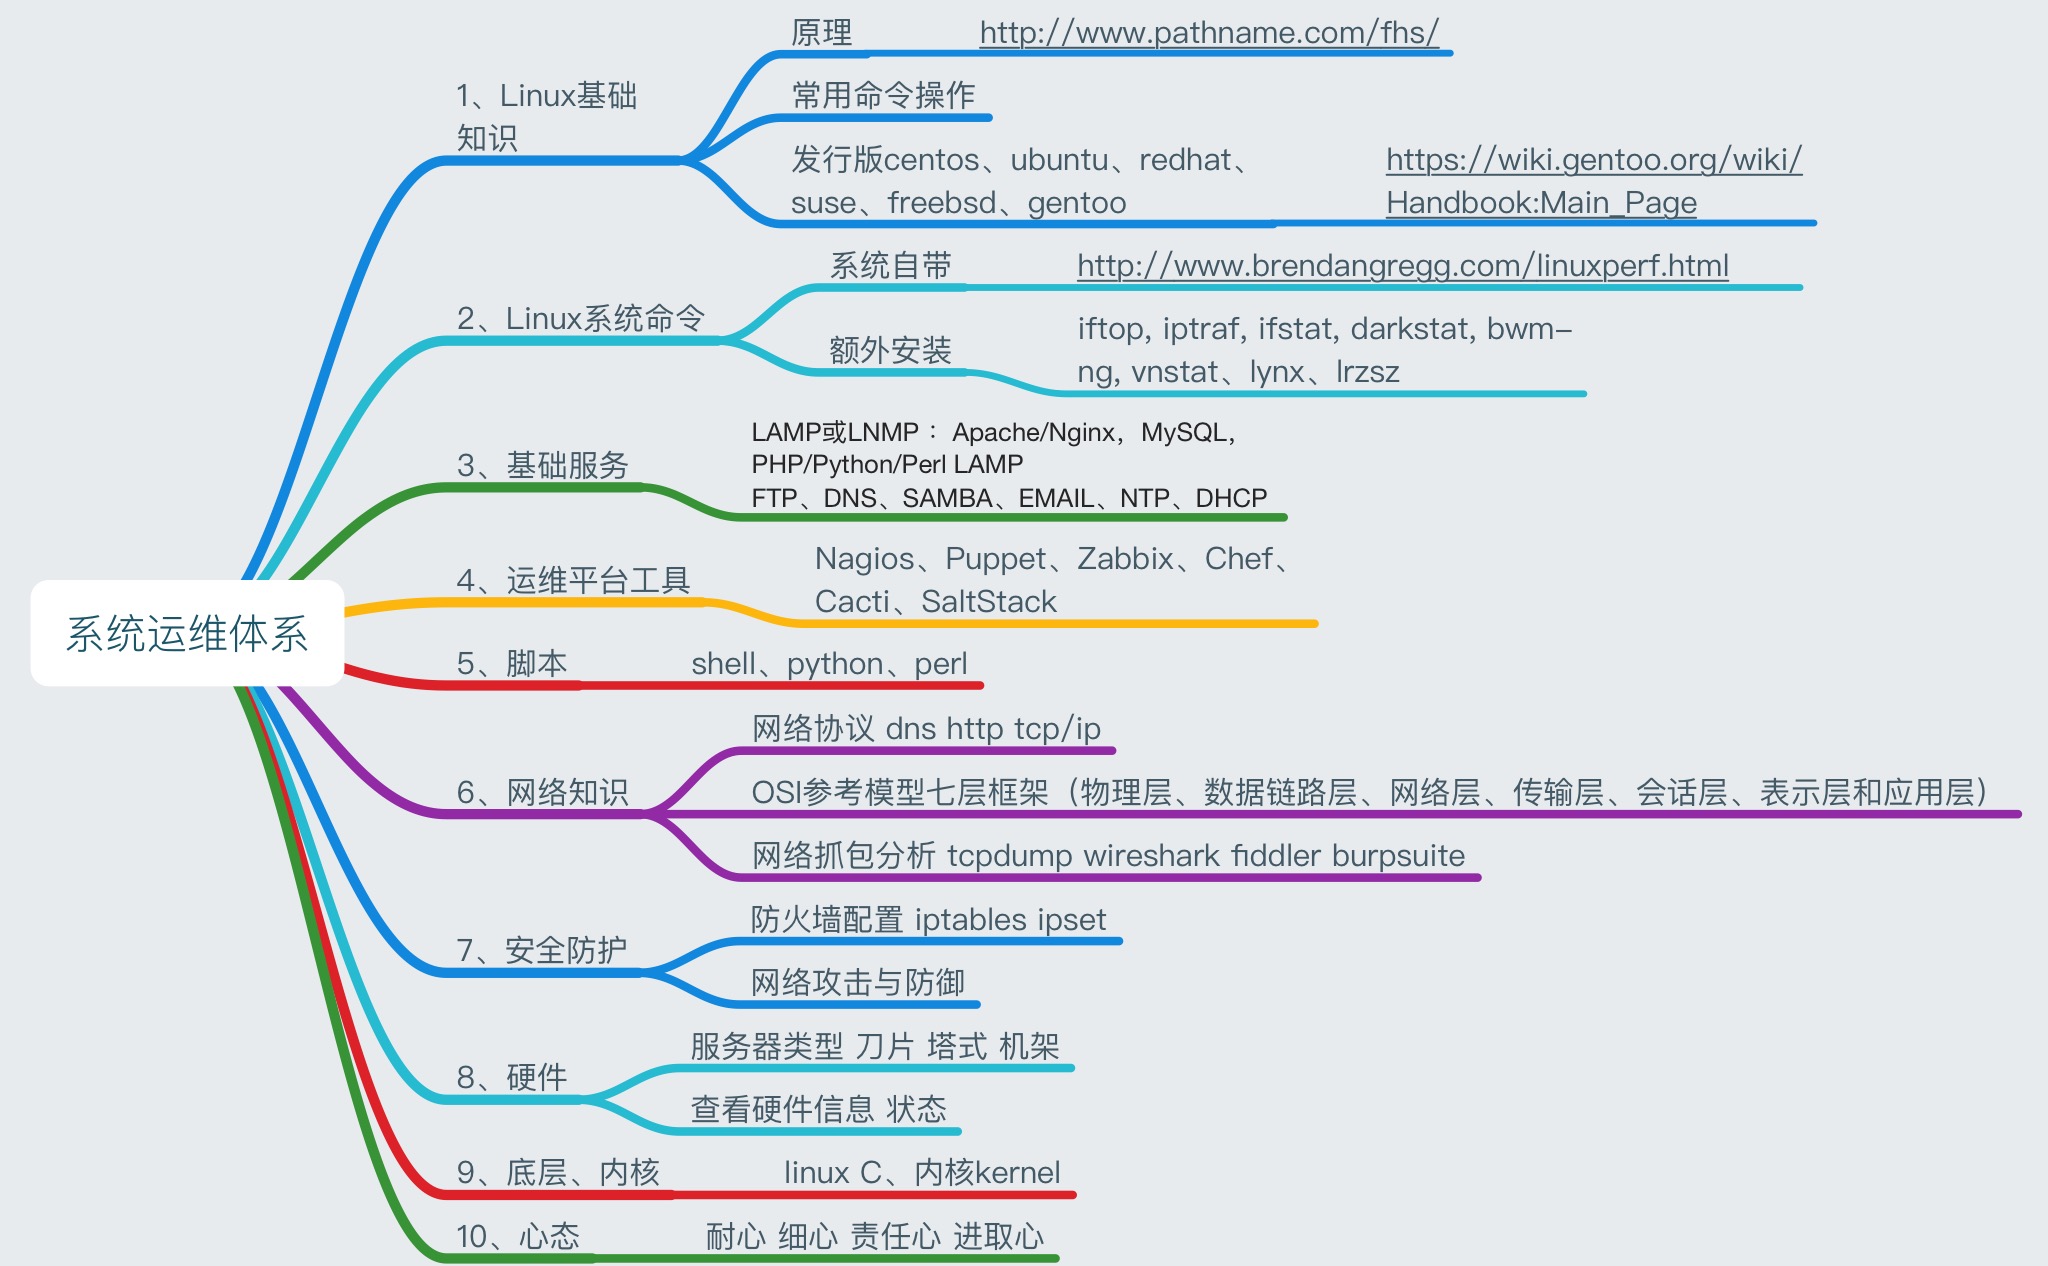 系统运维体系
1、Linux基础
知识
原理
http://www.pathname.com/fhs/
常用命令操作
发行版centos、ubuntu、redhat、
suse、freebsd、gentoo
https://wiki.gentoo.org/wiki/
Handbook:Main_Page
2、Linux系统命令
系统自带
http://www.brendangregg.com/linuxperf.html
额外安装
iftop, iptraf, ifstat, darkstat, bwm-
ng, vnstat、lynx、lrzsz
3、基础服务
LAMP或LNMP ：Apache/Nginx，MySQL，
PHP/Python/Perl LAMP
FTP、DNS、SAMBA、EMAIL、NTP、DHCP
4、运维平台工具
Nagios、Puppet、Zabbix、Chef、
Cacti、SaltStack
5、脚本
shell、python、perl
6、网络知识
网络协议 dns http tcp/ip
OSI参考模型七层框架（物理层、数据链路层、网络层、传输层、会话层、表示层和应用层）
网络抓包分析 tcpdump wireshark fiddler burpsuite
7、安全防护
防火墙配置 iptables ipset
网络攻击与防御
8、硬件
服务器类型 刀片 塔式 机架
查看硬件信息 状态
9、底层、内核
linux C、内核kernel
10、心态
耐心 细心 责任心 进取心